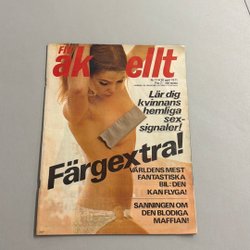 FIB
aktuellt
Lär dig
kvinnans
hemliga
sex-
signaler!
Färgextra!
VÄRLDENS MEST
FANTASTISKA
BIL: DEN
KAN FLYGA!
SANNINGEN OM
DEN BLODIGA
MAFFIAN!